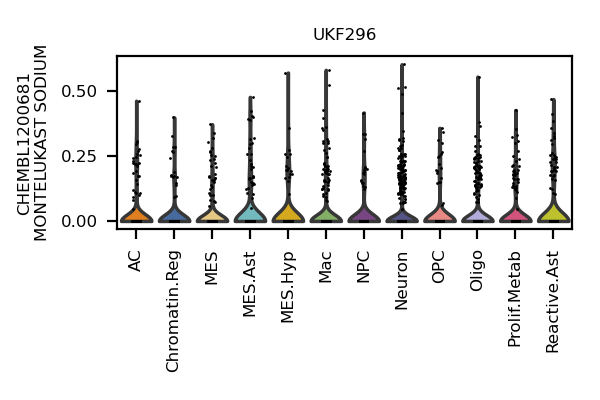 UKF296
CHEMBL1200681
MONTELUKAST SODIUM
0.50
0.25
0.00
AC
Chromatin.Reg
MES
MES.Ast
MES.Hyp
Mac
NPC
Neuron
OPC
Oligo
Prolif.Metab
Reactive.Ast